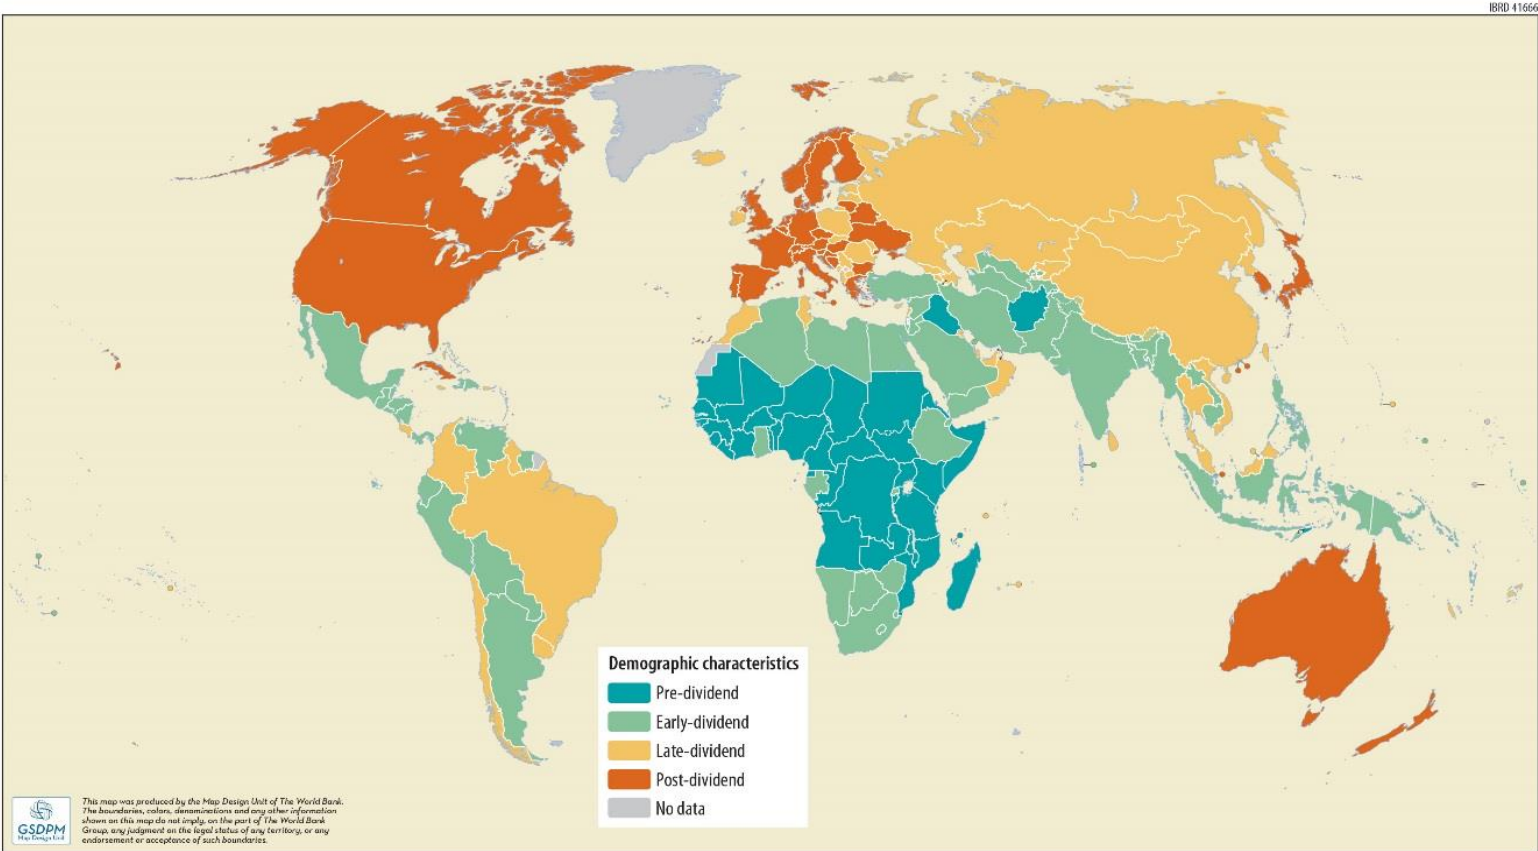 IBRD 41666
Demographic characteristics
Pre-dividend
Early-dividend
Late-dividend
Post-dividend
No data
GSDPM
Map Design Unit
This map was produced by the Map Design Unit of The World Bank.
The boundaries, colors, denominations and any other information
shown on this map do not imply, on the part of The World Bank
Group, any judgment on the legal status of any territory, or any
endorsement or acceptance of such boundaries.